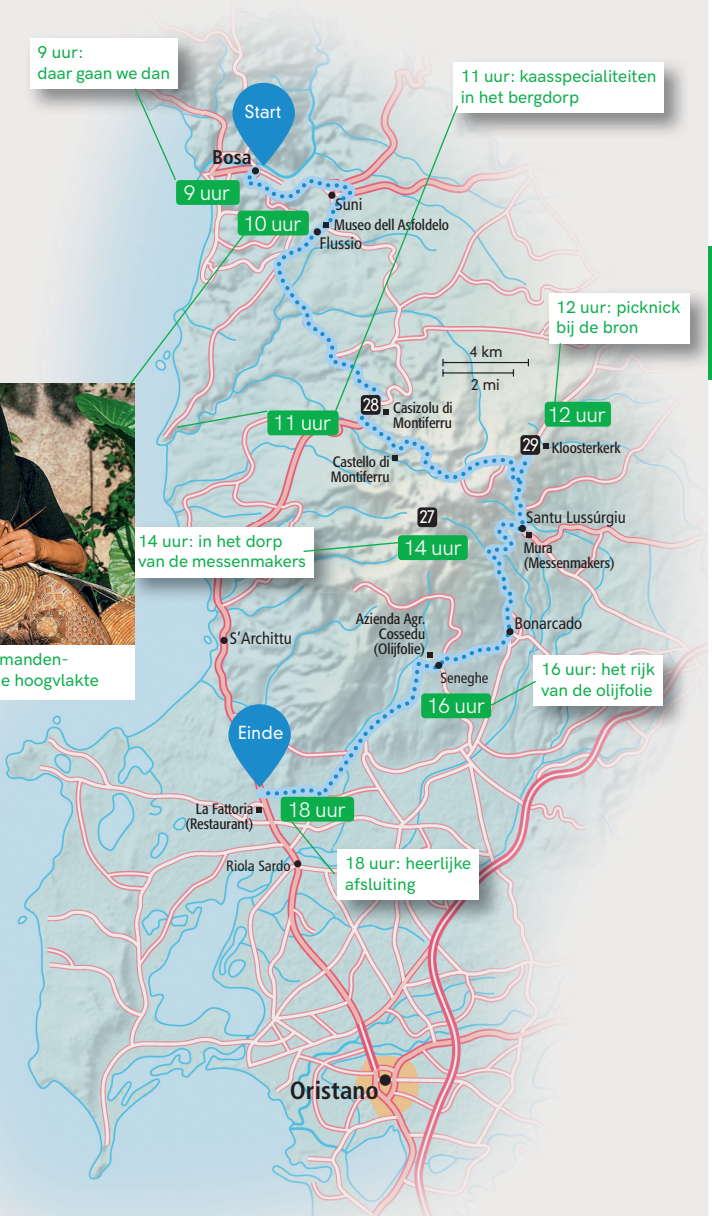 9 uur:
daar gaan we dan
11 uur: kaasspecialiteiten
in het bergdorp
Start
Bosa
9 uur
Suni
10 uur
Museo dell Asfoldelo
Flussio
12 uur: picknick
bij de bron
4 km
2 mi
28
Casizolu di
Montiferru
11 uur
12 uur
29
Kloosterkerk
Castello di
Montiferru
27
Santu Lussúrgiu
14 uur: in het dorp
van de messenmakers
14 uur
Mura
(Messenmakers)
Azienda Agr.
Cossedu
(Olijfolie)
Bonarcado
S'Archittu
manden-
e hoogvlakte
Seneghe
16 uur: het rijk
van de olijfolie
16 uur
Einde
La Fattoria
(Restaurant)
18 uur
Riola Sardo
18 uur: heerlijke
afsluiting
Oristano